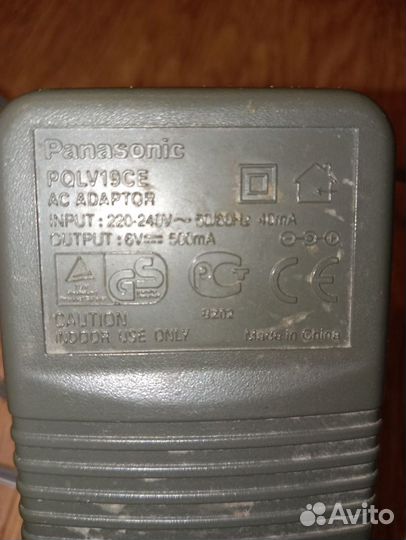 Panasonic
PQLV19CE
AC ADAPTOR
INPUT : 220-240V~ 50/60Hz 40mA
OUTPUT : 6V⎓ 500mA
GS
PC
CE
CAUTION
INDOOR USE ONLY
Made in China
Avito